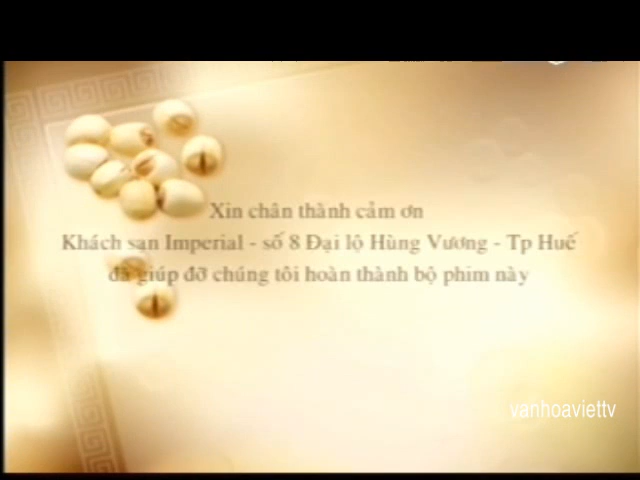 Xin chân thành cảm ơn
Khách sạn Imperial - số 8 Đại lộ Hùng Vương - Tp Huế
đã giúp đỡ chúng tôi hoàn thành bộ phim này
vanhoaviettv